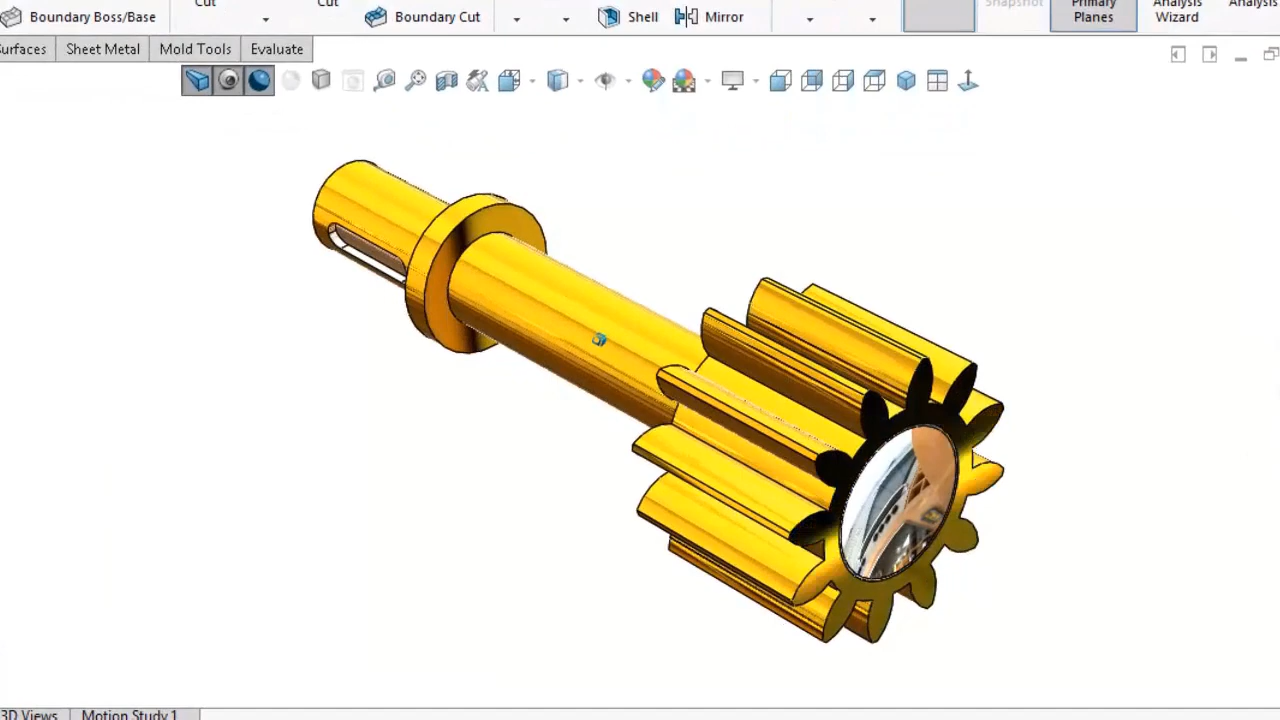 Cut
Cut
Snapshot
Primary
Planes
Analysis
Wizard
Analysis
Boundary Boss/Base
Boundary Cut
Shell
Mirror
Surfaces
Sheet Metal
Mold Tools
Evaluate
3D Views
Motion Study 1